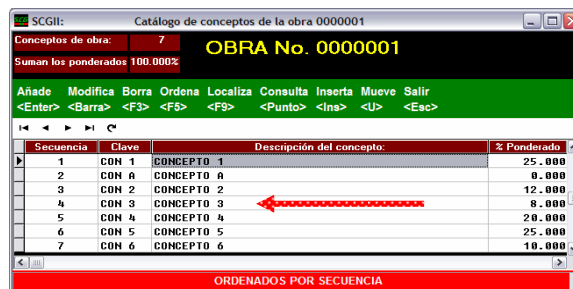 SCGII: Catálogo de conceptos de la obra 0000001
Conceptos de obra: 7
OBRA No. 0000001
Suman los ponderados 100.000%
Añade Modifica Borra Ordena Localiza Consulta Inserta Mueve Salir
<Enter> <Barra> <F3> <F5> <F9> <Punto> <Ins> <U> <Esc>
Secuencia Clave Descripción del concepto: % Ponderado
1 CON 1 CONCEPTO 1 25.000
2 CON A CONCEPTO A 0.000
3 CON 2 CONCEPTO 2 12.000
4 CON 3 CONCEPTO 3 8.000
5 CON 4 CONCEPTO 4 20.000
6 CON 5 CONCEPTO 5 25.000
7 CON 6 CONCEPTO 6 10.000
ORDENADOS POR SECUENCIA